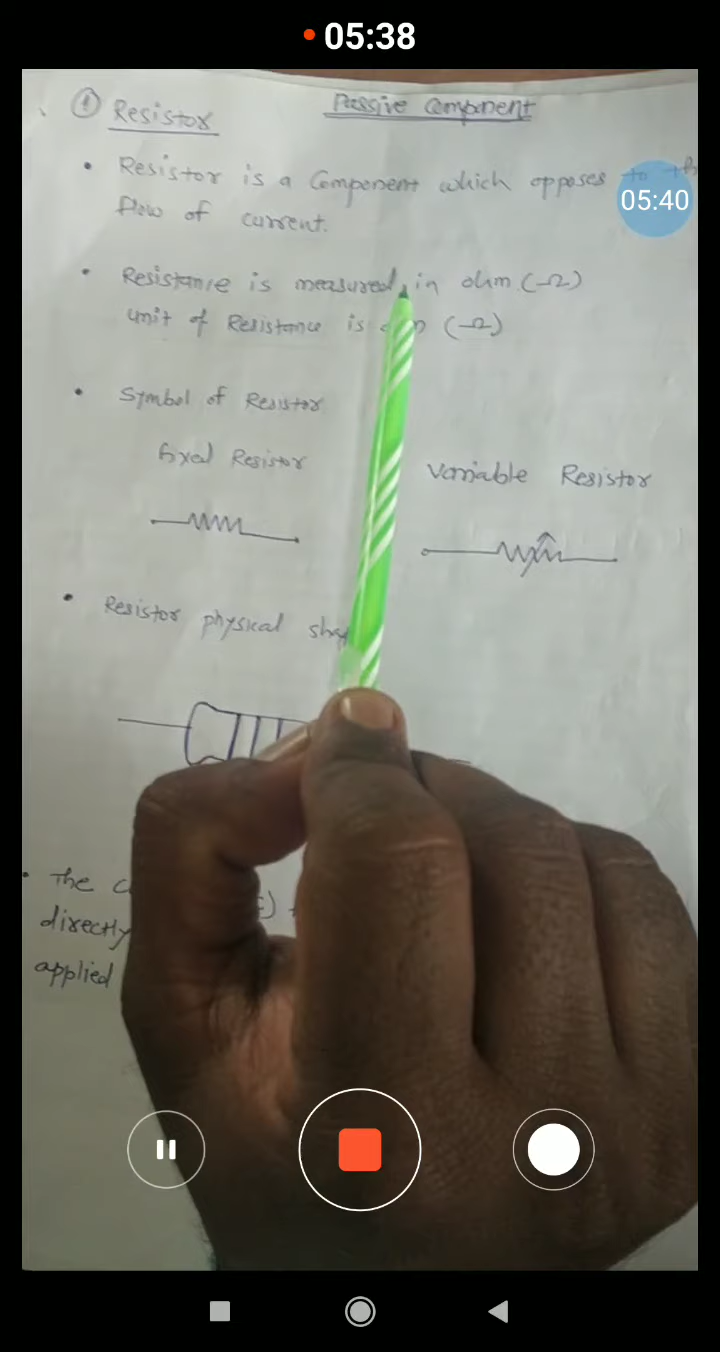 05:38
Passive Component
① Resistor
• Resistor is a Component which opposes to
05:40
flow of current.
• Resistance is measured in ohm (Ω)
unit of Resistance is (Ω)
• Symbol of Resistor
fixed Resistor
Variable Resistor
• Resistor physical
• The
directly
applied